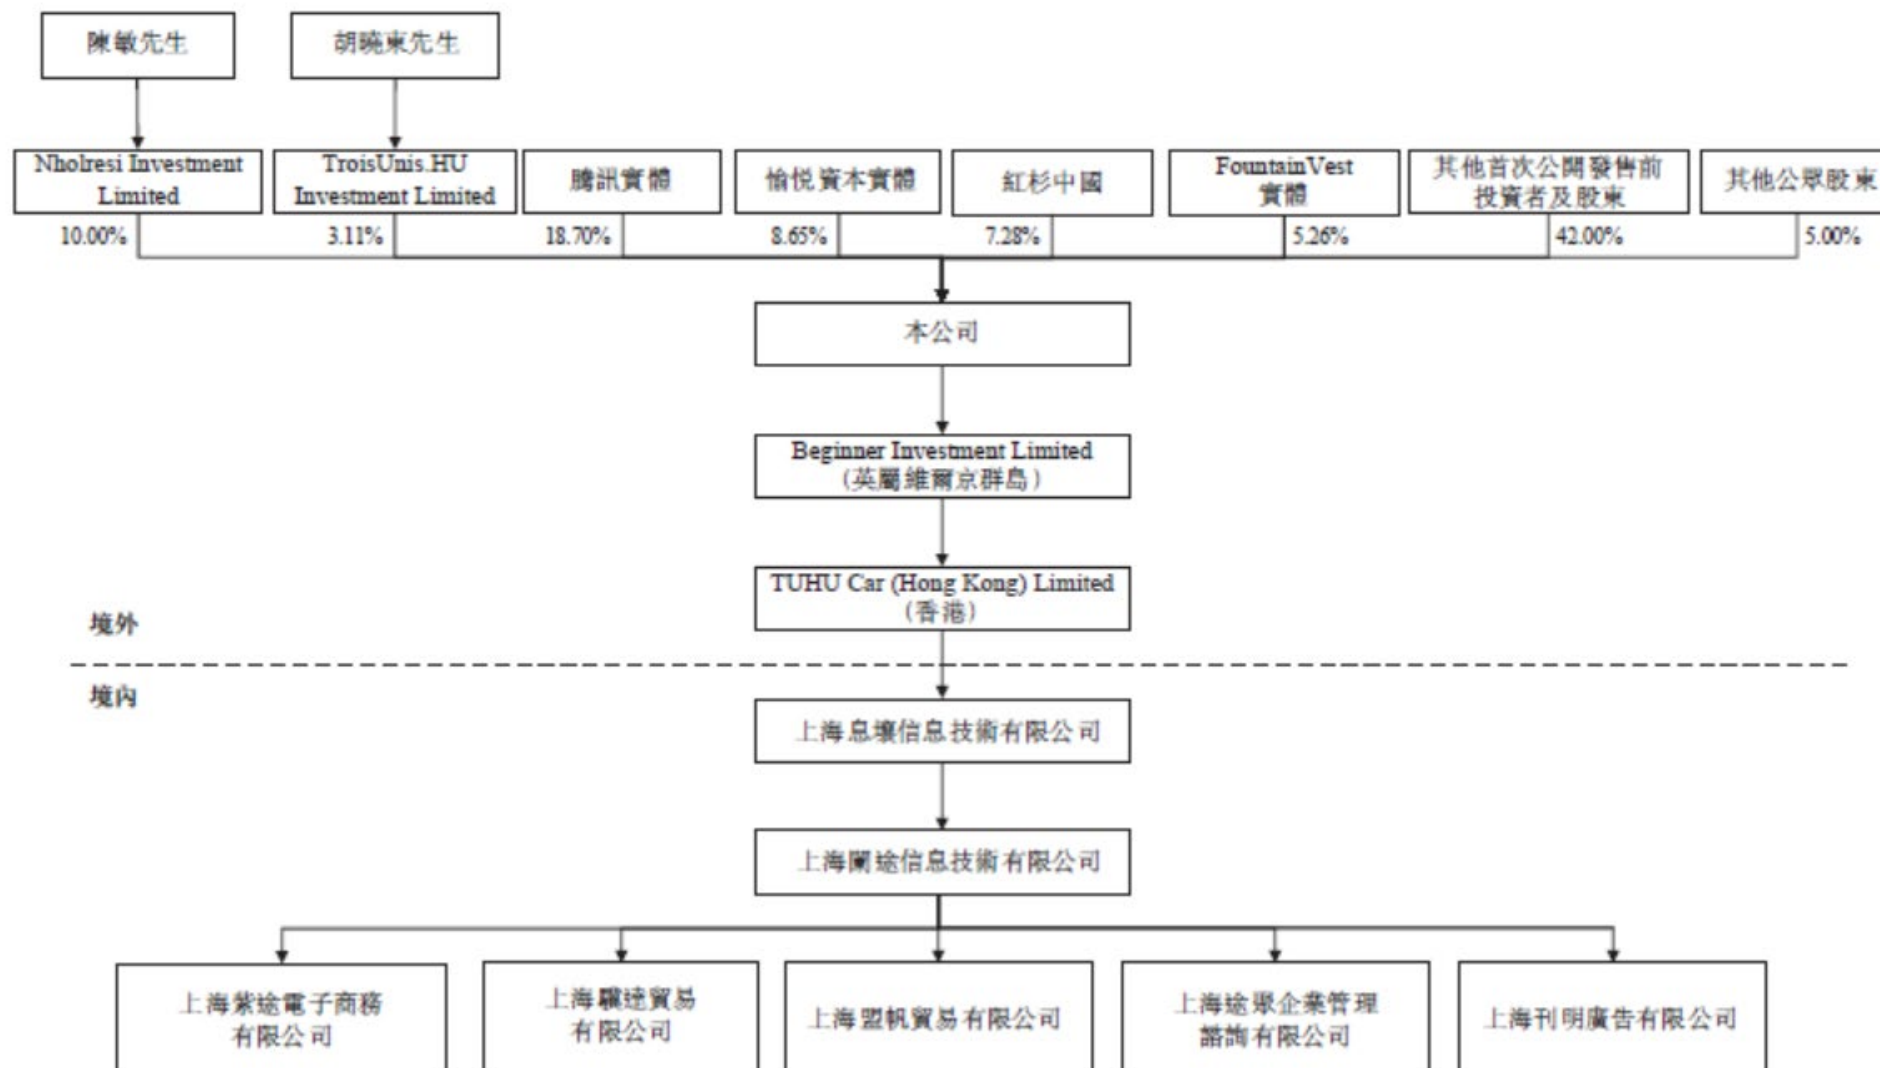 陳敏先生
胡曉東先生
Nholresi Investment
Limited
TroisUnis.HU
Investment Limited
騰訊實體
愉悅資本實體
紅杉中國
FountainVest
實體
其他首次公開發售前
投資者及股東
其他公眾股東
10.00%
3.11%
18.70%
8.65%
7.28%
5.26%
42.00%
5.00%
本公司
Beginner Investment Limited
(英屬維爾京群島)
TUHU Car (Hong Kong) Limited
(香港)
境外
境內
上海息壤信息技術有限公司
上海闌途信息技術有限公司
上海紫途電子商務
有限公司
上海驥達貿易
有限公司
上海盟帆貿易有限公司
上海途眾企業管理
諮詢有限公司
上海刊明廣告有限公司